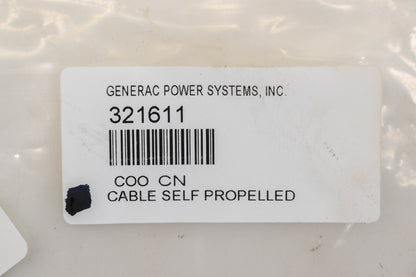 GENERAC POWER SYSTEMS, INC.
321611
COO CN
CABLE SELF PROPELLED